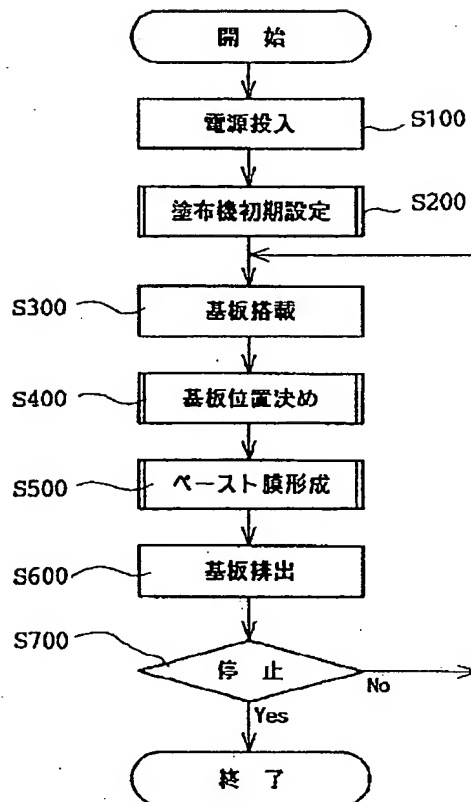 開 始
電源投入
S100
塗布機初期設定
S200
S300
基板搭載
S400
基板位置決め
S500
ペースト膜形成
S600
基板排出
S700
停 止
No
Yes
終 了